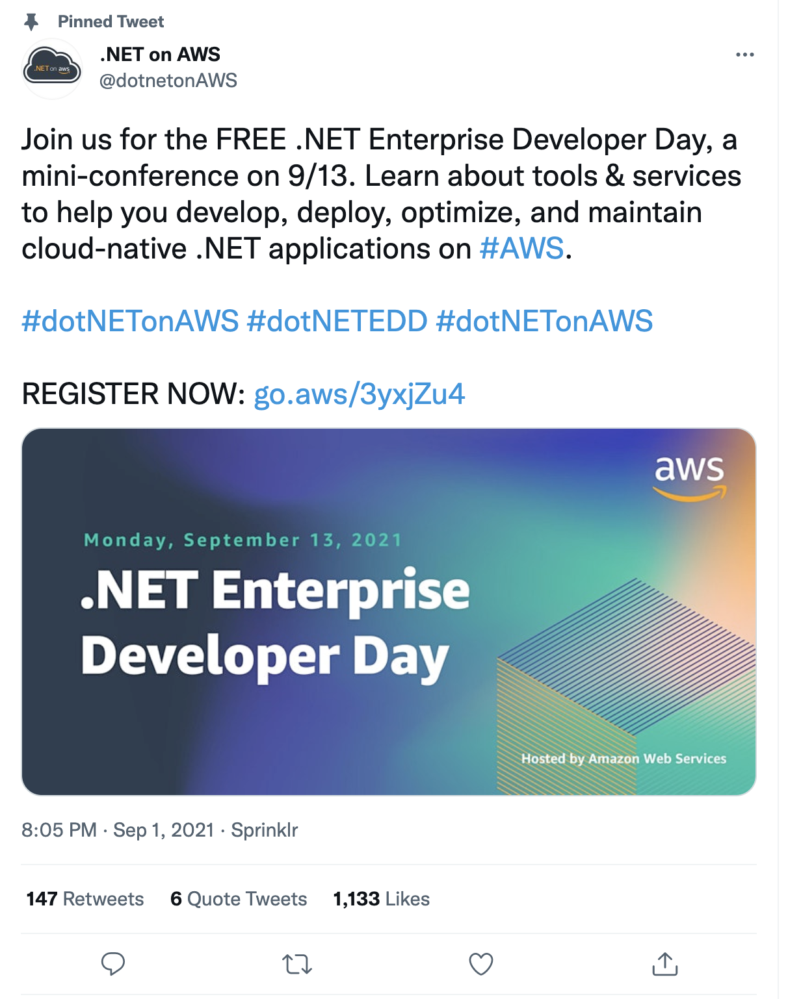 Pinned Tweet
.NET on aws
.NET on AWS
@dotnetonAWS
Join us for the FREE .NET Enterprise Developer Day, a
mini-conference on 9/13. Learn about tools & services
to help you develop, deploy, optimize, and maintain
cloud-native .NET applications on #AWS.
#dotNETonAWS #dotNETEDD #dotNETonAWS
REGISTER NOW: go.aws/3yxjZu4
aws
Monday, September 13, 2021
.NET Enterprise
Developer Day
Hosted by Amazon Web Services
8:05 PM · Sep 1, 2021 · Sprinklr
147 Retweets 6 Quote Tweets 1,133 Likes